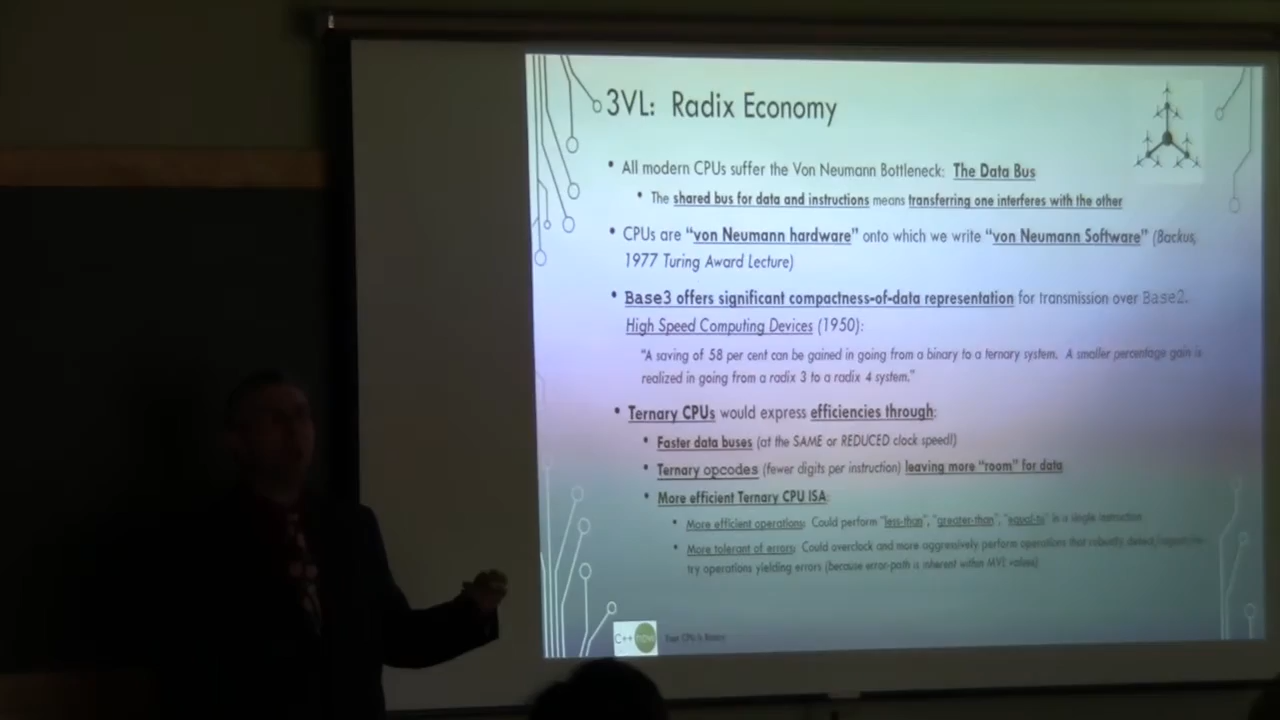 3VL: Radix Economy
• All modern CPUs suffer the Von Neumann Bottleneck: The Data Bus
• The shared bus for data and instructions means transferring one interferes with the other
• CPUs are “von Neumann hardware” onto which we write “von Neumann Software” (Backus,
1977 Turing Award Lecture)
• Base3 offers significant compactness-of-data representation for transmission over Base2.
High Speed Computing Devices (1950):
“A saving of 58 per cent can be gained in going from a binary to a ternary system. A smaller percentage gain is
realized in going from a radix 3 to a radix 4 system.”
• Ternary CPUs would express efficiencies through:
• Faster data buses (at the SAME or REDUCED clock speed!)
• Ternary opcodes (fewer digits per instruction) leaving more “room” for data
• More efficient Ternary CPU ISA:
• More efficient operations: Could perform “less-than”, “greater-than”, “equal-to” in a single instruction
• More tolerant of errors: Could overclock and more aggressively perform operations that robustly
try operations yielding errors (because error-path is inherent within MVL values)
C++ now
Your CPU is Binary